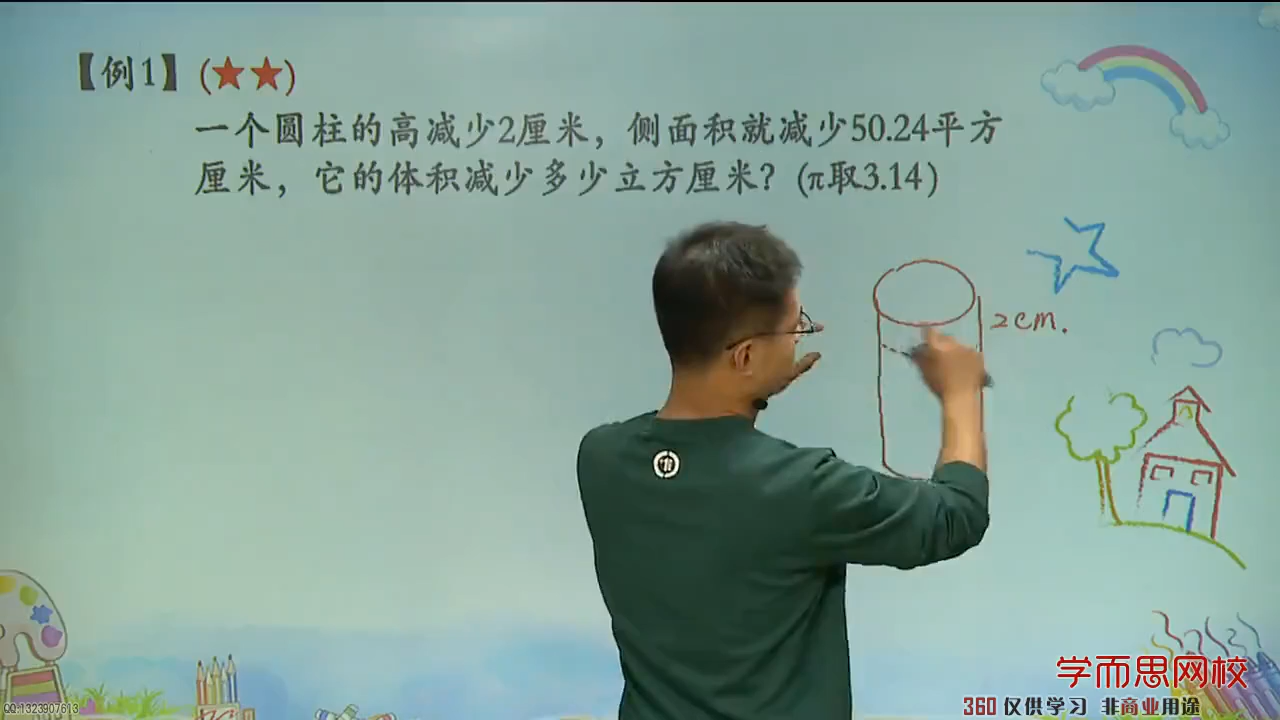 【例1】(★★)
一个圆柱的高减少2厘米，侧面积就减少50.24平方
厘米，它的体积减少多少立方厘米？(π取3.14)
2cm.
学而思网校
360 仅供学习 非商业用途
QQ:1323907613